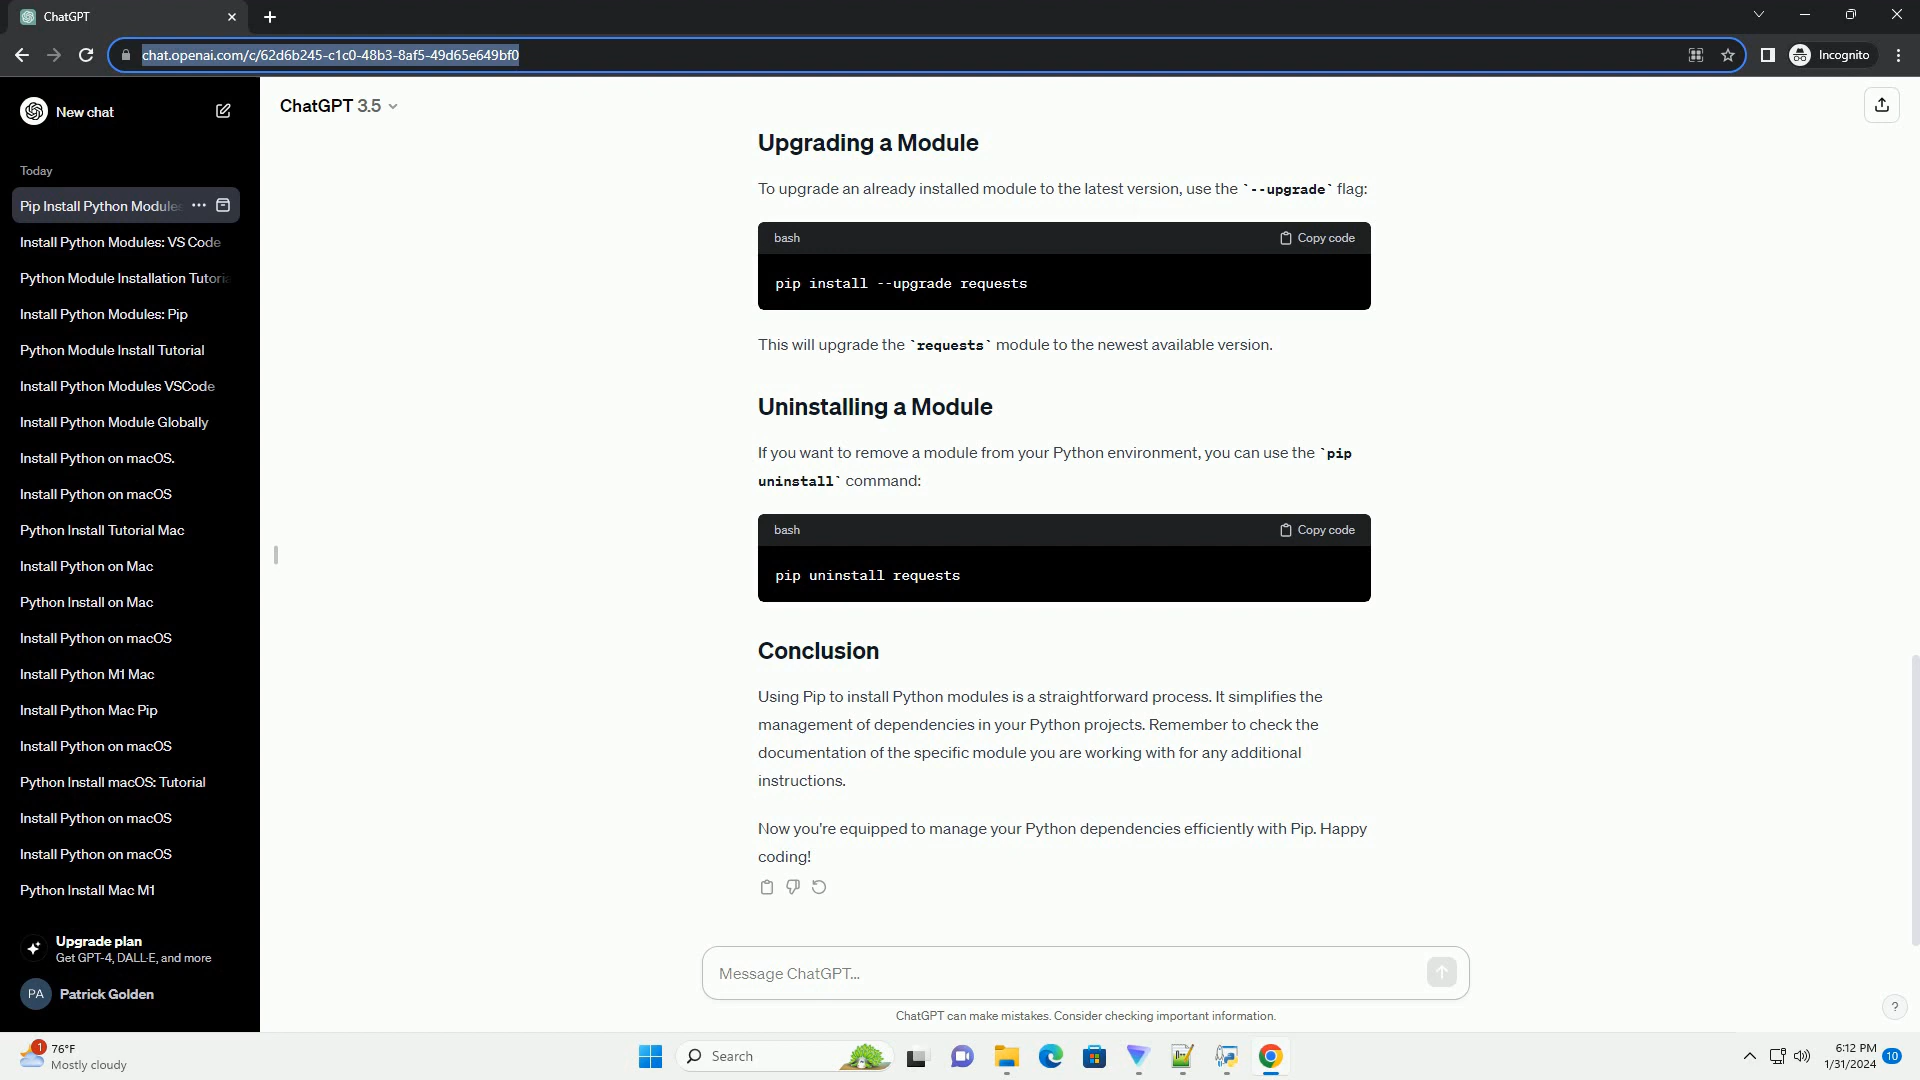 ChatGPT
chat.openai.com/c/62d6b245-c1c0-48b3-8af5-49d65e649bf0
Incognito
New chat
Today
Pip Install Python Module
Install Python Modules: VS Code
Python Module Installation Tutoria
Install Python Modules: Pip
Python Module Install Tutorial
Install Python Modules VSCode
Install Python Module Globally
Install Python on macOS.
Install Python on macOS
Python Install Tutorial Mac
Install Python on Mac
Python Install on Mac
Install Python on macOS
Install Python M1 Mac
Install Python Mac Pip
Install Python on macOS
Python Install macOS: Tutorial
Install Python on macOS
Install Python on macOS
Python Install Mac M1
Upgrade plan
Get GPT-4, DALL·E, and more
PA Patrick Golden
ChatGPT 3.5
Upgrading a Module
To upgrade an already installed module to the latest version, use the `--upgrade` flag:
bash Copy code
pip install --upgrade requests
This will upgrade the `requests` module to the newest available version.
Uninstalling a Module
If you want to remove a module from your Python environment, you can use the `pip
uninstall` command:
bash Copy code
pip uninstall requests
Conclusion
Using Pip to install Python modules is a straightforward process. It simplifies the
management of dependencies in your Python projects. Remember to check the
documentation of the specific module you are working with for any additional
instructions.
Now you're equipped to manage your Python dependencies efficiently with Pip. Happy
coding!
Message ChatGPT...
ChatGPT can make mistakes. Consider checking important information.
?
1 76°F
Mostly cloudy
Search
6:12 PM
1/31/2024
10